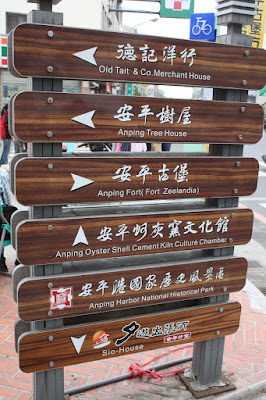 德記洋行
Old Tait & Co. Merchant House
安平樹屋
Anping Tree House
安平古堡
Anping Fort( Fort Zeelandia)
安平蚵灰窯文化館
Anping Oyster Shell Cement Kiln Culture Chamber
安平港國家歷史風景區
Anping Harbor National Historical Park
夕遊出張所
Sio-House